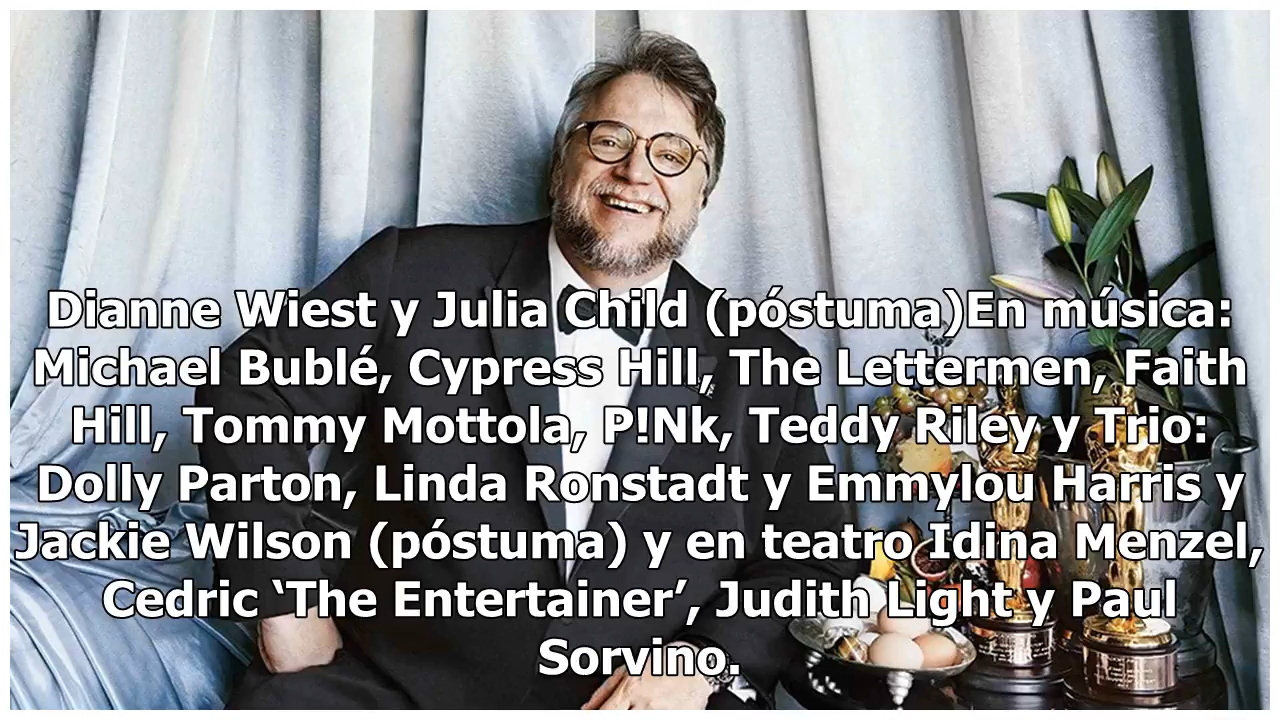 Dianne Wiest y Julia Child (póstuma)En música:
Michael Bublé, Cypress Hill, The Lettermen, Faith
Hill, Tommy Mottola, P!Nk, Teddy Riley y Trio:
Dolly Parton, Linda Ronstadt y Emmylou Harris y
Jackie Wilson (póstuma) y en teatro Idina Menzel,
Cedric ‘The Entertainer’, Judith Light y Paul
Sorvino.